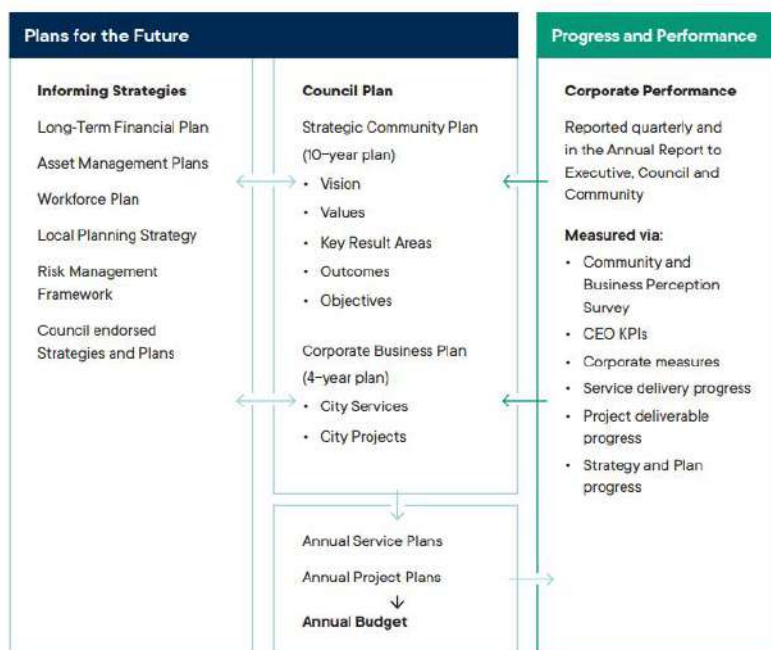 Plans for the Future
Informing Strategies
Long-Term Financial Plan
Asset Management Plans
Workforce Plan
Local Planning Strategy
Risk Management
Framework
Council endorsed
Strategies and Plans
Council Plan
Strategic Community Plan
(10-year plan)
• Vision
• Values
• Key Result Areas
• Outcomes
• Objectives
Corporate Business Plan
(4-year plan)
• City Services
• City Projects
Annual Service Plans
Annual Project Plans
Annual Budget
Progress and Performance
Corporate Performance
Reported quarterly and
in the Annual Report to
Executive, Council and
Community
Measured via:
• Community and
Business Perception
Survey
• CEO KPIs
• Corporate measures
• Service delivery progress
• Project deliverable
progress
• Strategy and Plan
progress